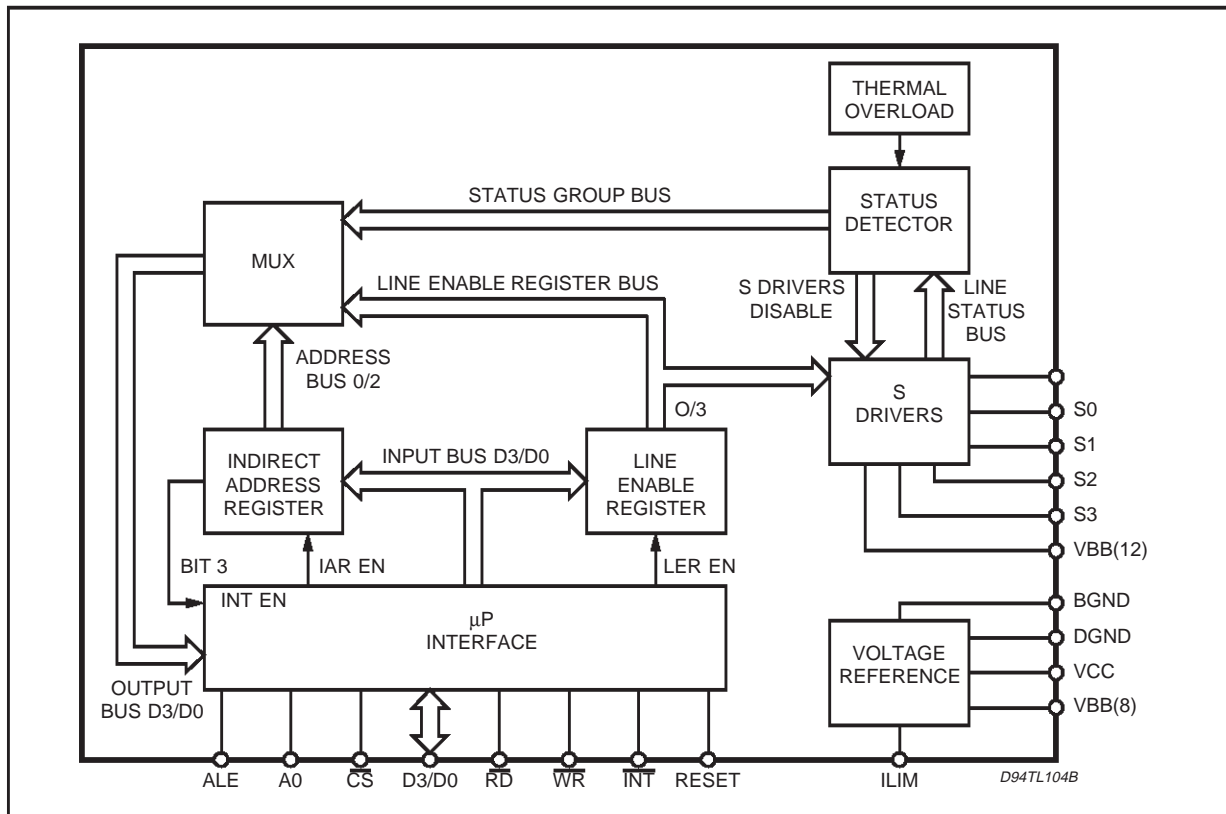 THERMAL
OVERLOAD
STATUS GROUP BUS
STATUS
DETECTOR
MUX
LINE ENABLE REGISTER BUS
S DRIVERS
DISABLE
LINE
STATUS
BUS
ADDRESS
BUS 0/2
S
DRIVERS
O/3
S0
S1
S2
S3
VBB(12)
INDIRECT
ADDRESS
REGISTER
INPUT BUS D3/D0
LINE
ENABLE
REGISTER
BIT 3
IAR EN
LER EN
INT EN
µP
INTERFACE
BGND
DGND
VCC
VBB(8)
VOLTAGE
REFERENCE
OUTPUT
BUS D3/D0
ALE
A0
CS
D3/D0
RD
WR
INT
RESET
ILIM
D94TL104B